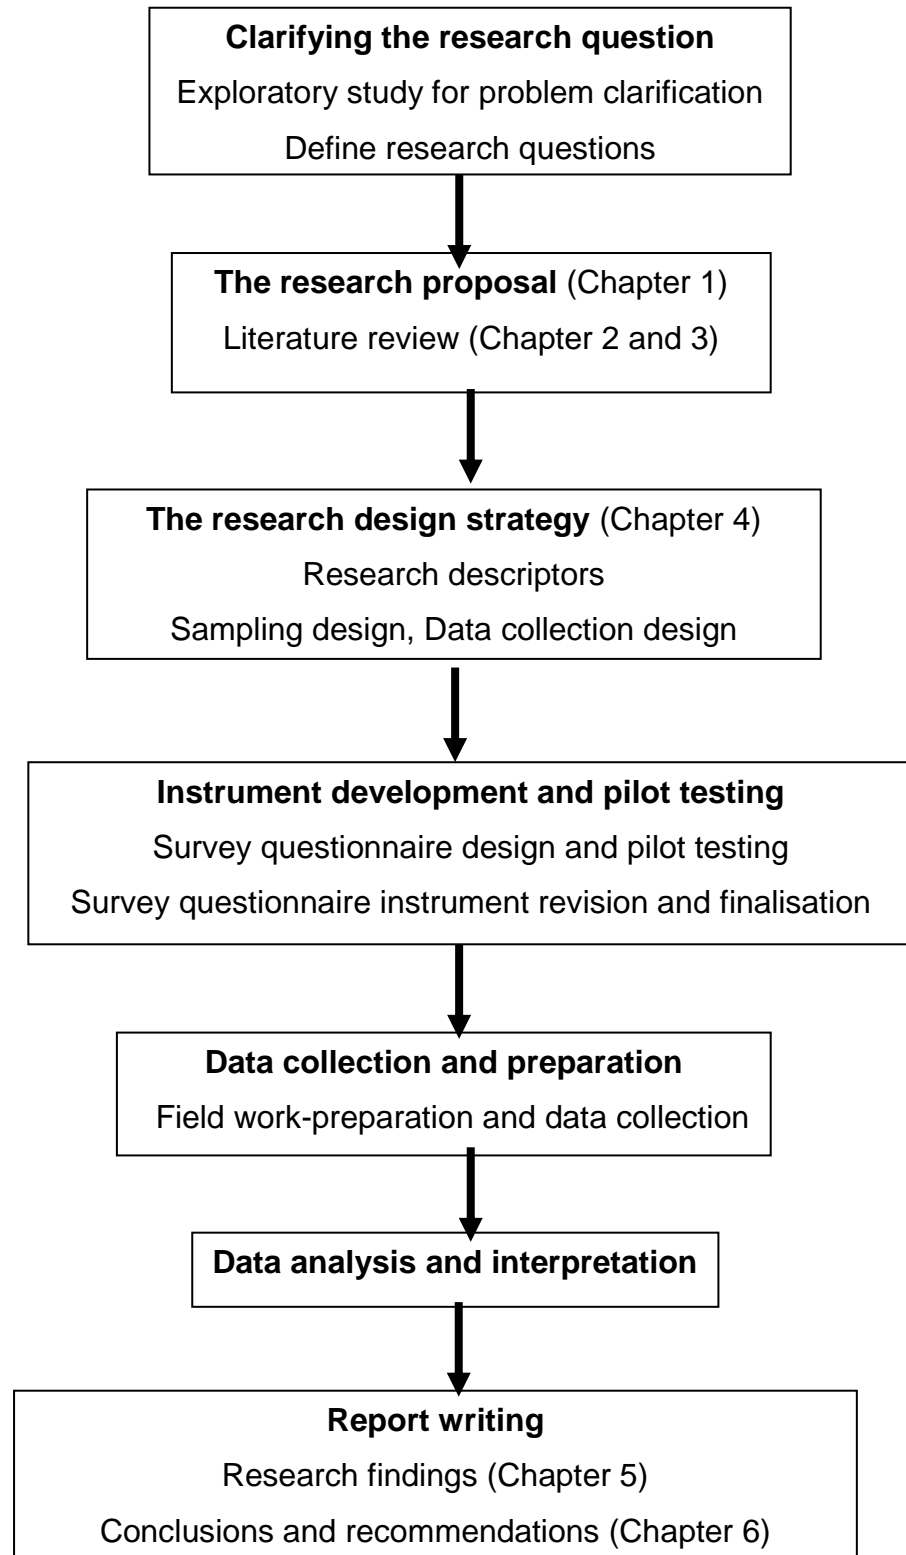 Clarifying the research question
Exploratory study for problem clarification
Define research questions
The research proposal (Chapter 1)
Literature review (Chapter 2 and 3)
The research design strategy (Chapter 4)
Research descriptors
Sampling design, Data collection design
Instrument development and pilot testing
Survey questionnaire design and pilot testing
Survey questionnaire instrument revision and finalisation
Data collection and preparation
Field work-preparation and data collection
Data analysis and interpretation
Report writing
Research findings (Chapter 5)
Conclusions and recommendations (Chapter 6)